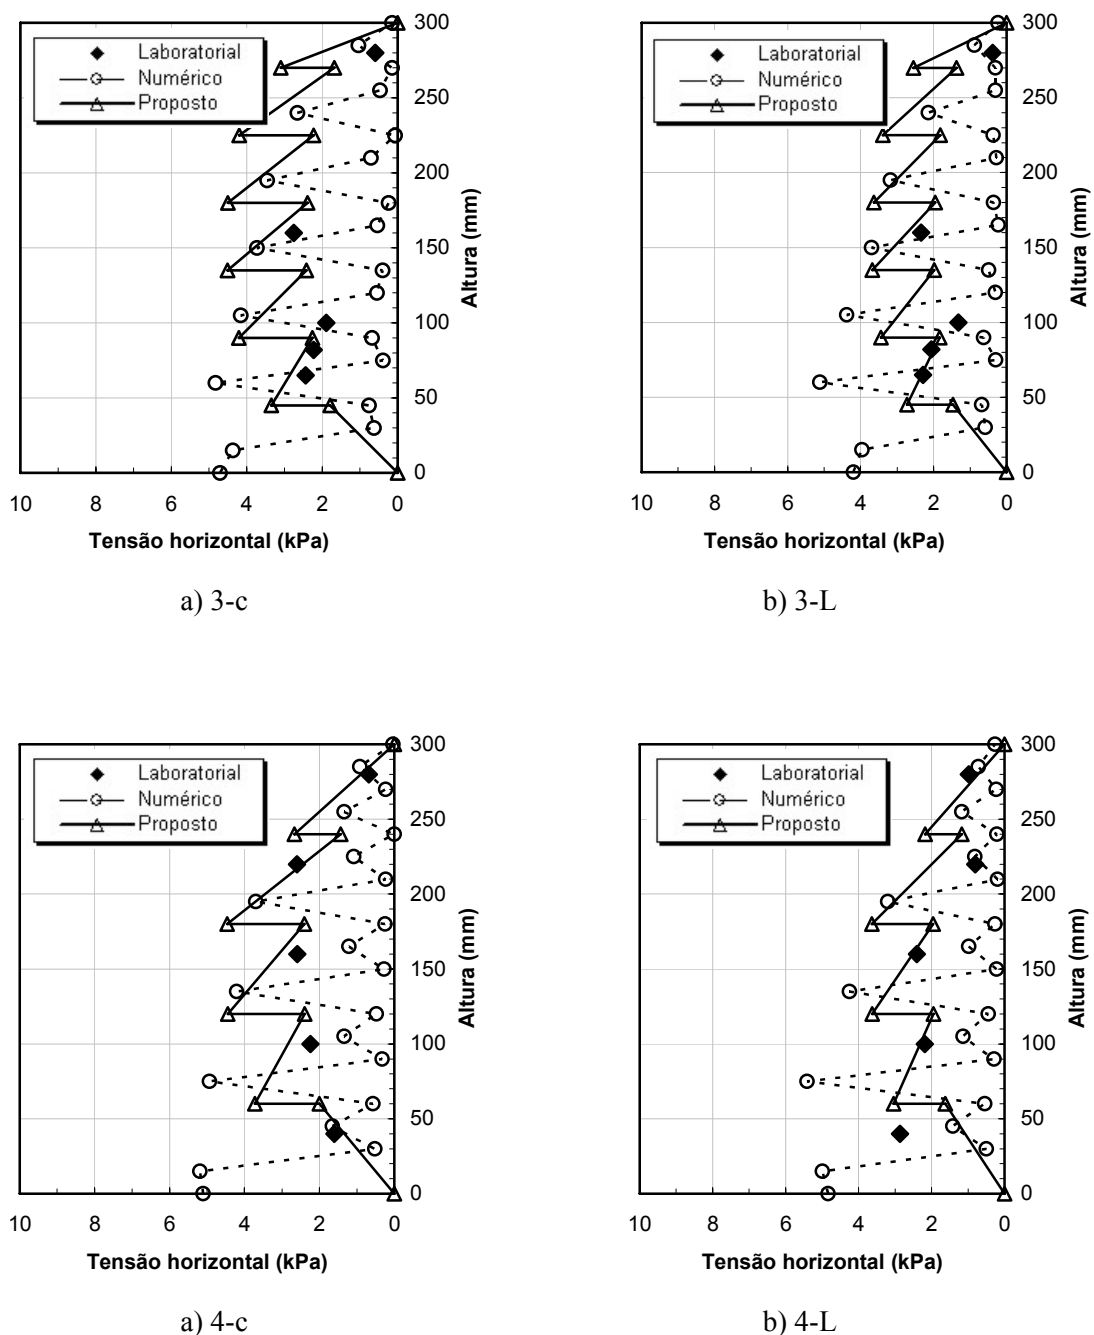 300
Laboratorial
Numérico
Proposto
250
200
150
100
50
0
Altura (mm)
10 8 6 4 2 0
Tensão horizontal (kPa)
a) 3-c
300
Laboratorial
Numérico
Proposto
250
200
150
100
50
0
Altura (mm)
10 8 6 4 2 0
Tensão horizontal (kPa)
b) 3-L
300
Laboratorial
Numérico
Proposto
250
200
150
100
50
0
Altura (mm)
10 8 6 4 2 0
Tensão horizontal (kPa)
a) 4-c
300
Laboratorial
Numérico
Proposto
250
200
150
100
50
0
Altura (mm)
10 8 6 4 2 0
Tensão horizontal (kPa)
b) 4-L